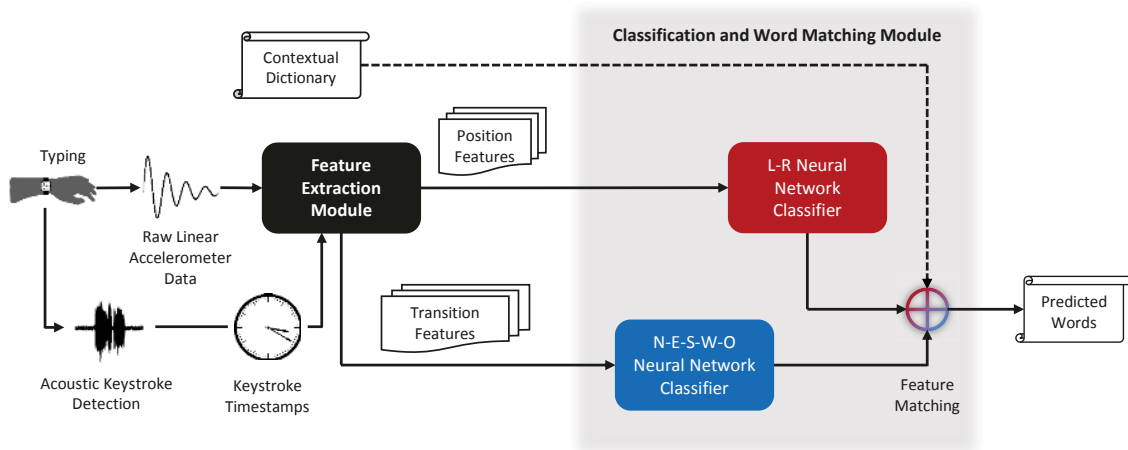 Classification and Word Matching Module
Contextual
Dictionary
Position
Features
Typing
Feature
Extraction
Module
L-R Neural
Network
Classifier
Raw Linear
Accelerometer
Data
Transition
Features
Predicted
Words
N-E-S-W-O
Neural Network
Classifier
Acoustic Keystroke
Detection
Keystroke
Timestamps
Feature
Matching